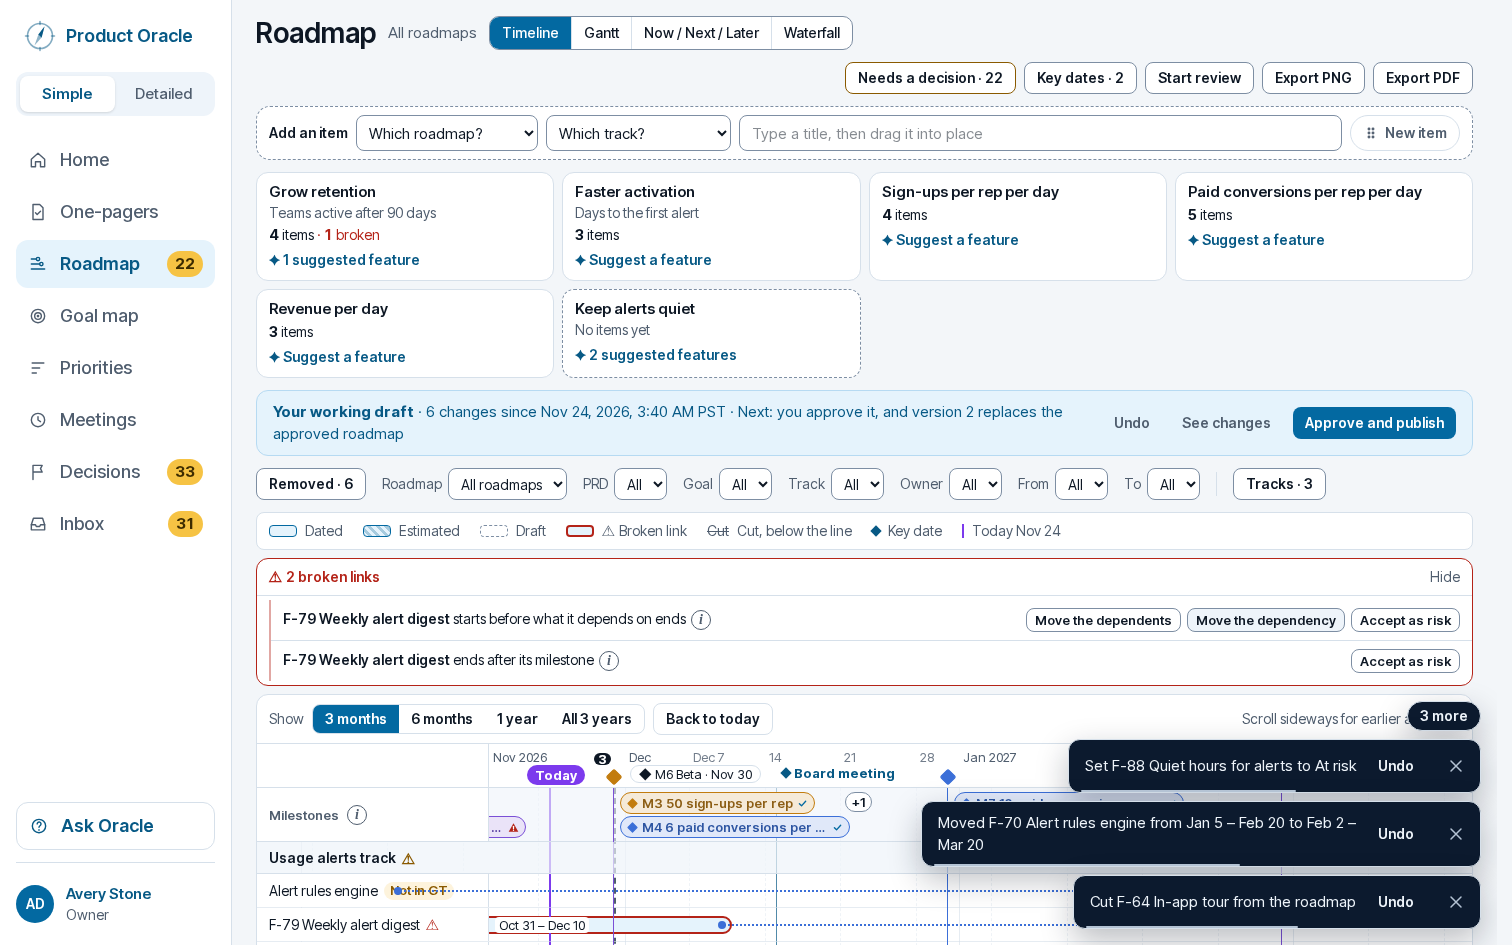 Product Oracle
Simple
Detailed
Home
One-pagers
Roadmap 22
Goal map
Priorities
Meetings
Decisions 33
Inbox 31
Ask Oracle
AD
Avery Stone
Owner
Roadmap
All roadmaps
Timeline
Gantt
Now / Next / Later
Waterfall
Needs a decision · 22
Key dates · 2
Start review
Export PNG
Export PDF
Add an item
Which roadmap?
Which track?
Type a title, then drag it into place
New item
Grow retention
Teams active after 90 days
4 items · 1 broken
1 suggested feature
Faster activation
Days to the first alert
3 items
Suggest a feature
Sign-ups per rep per day
4 items
Suggest a feature
Paid conversions per rep per day
5 items
Suggest a feature
Revenue per day
3 items
Suggest a feature
Keep alerts quiet
No items yet
2 suggested features
Your working draft · 6 changes since Nov 24, 2026, 3:40 AM PST · Next: you approve it, and version 2 replaces the
approved roadmap
Undo
See changes
Approve and publish
Removed · 6
Roadmap
All roadmaps
PRD
All
Goal
All
Track
All
Owner
All
From
All
To
All
Tracks · 3
Dated
Estimated
Draft
⚠ Broken link
Cut
Cut, below the line
Key date
Today Nov 24
⚠ 2 broken links
Hide
F-79 Weekly alert digest starts before what it depends on ends i
Move the dependents
Move the dependency
Accept as risk
F-79 Weekly alert digest ends after its milestone i
Accept as risk
Show
3 months
6 months
1 year
All 3 years
Back to today
Scroll sideways for earlier
3 more
Nov 2026
3
Dec
Dec 7
14
21
28
Jan 2027
Today
M6 Beta · Nov 30
Board meeting
Milestones i
M3 50 sign-ups per rep
+1
... ⚠
M4 6 paid conversions per ...
Usage alerts track ⚠
Alert rules engine
Not in GT
F-79 Weekly alert digest ⚠
Oct 31 – Dec 10
Set F-88 Quiet hours for alerts to At risk
Undo
Moved F-70 Alert rules engine from Jan 5 – Feb 20 to Feb 2 –
Mar 20
Undo
Cut F-64 In-app tour from the roadmap
Undo